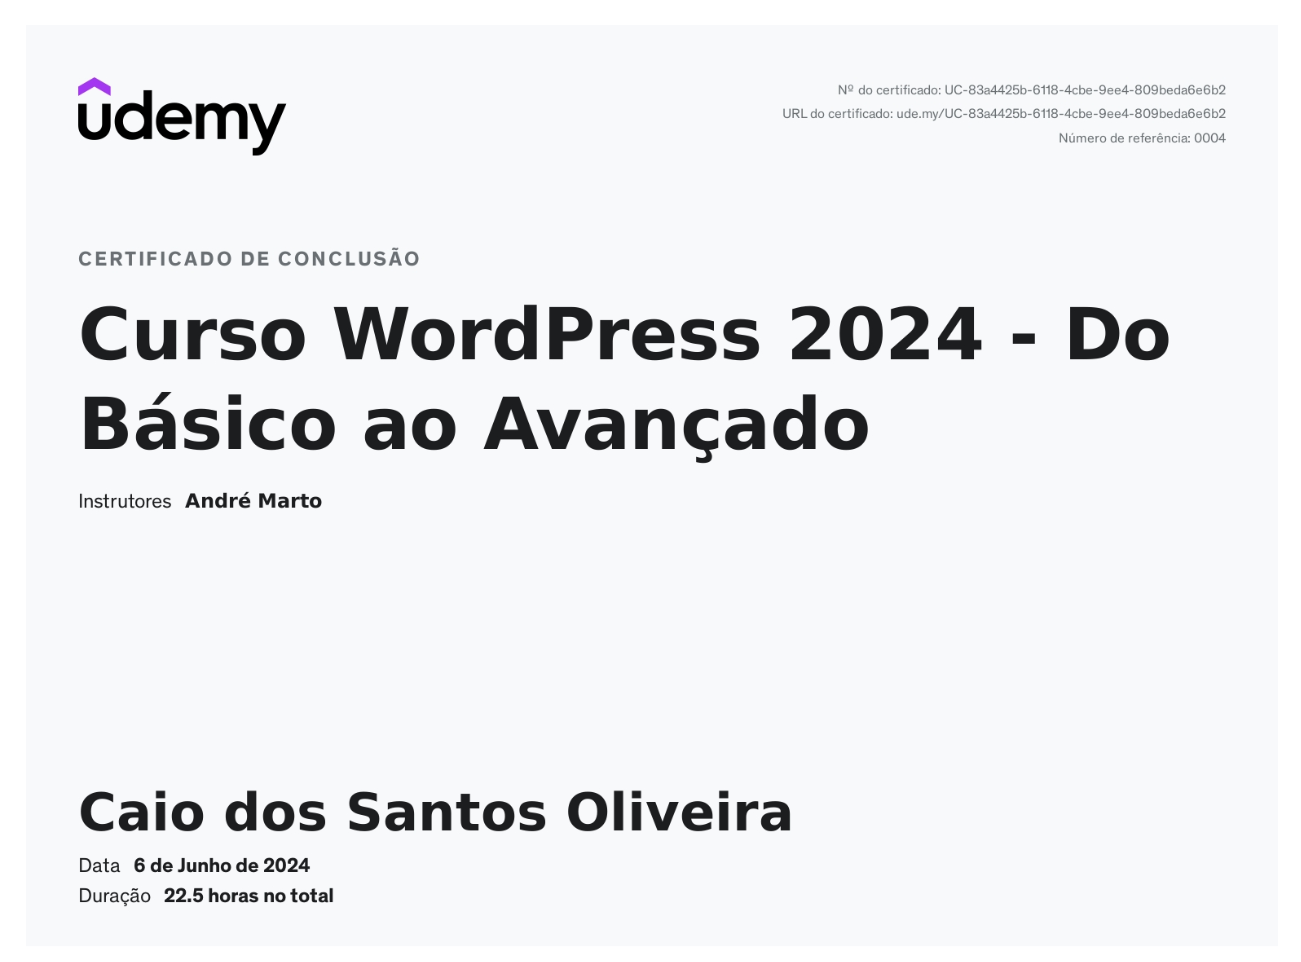 udemy
Nº do certificado: UC-83a4425b-6118-4cbe-9ee4-809beda6e6b2
URL do certificado: ude.my/UC-83a4425b-6118-4cbe-9ee4-809beda6e6b2
Número de referência: 0004
CERTIFICADO DE CONCLUSÃO
Curso WordPress 2024 - Do
Básico ao Avançado
Instrutores André Marto
Caio dos Santos Oliveira
Data 6 de Junho de 2024
Duração 22.5 horas no total